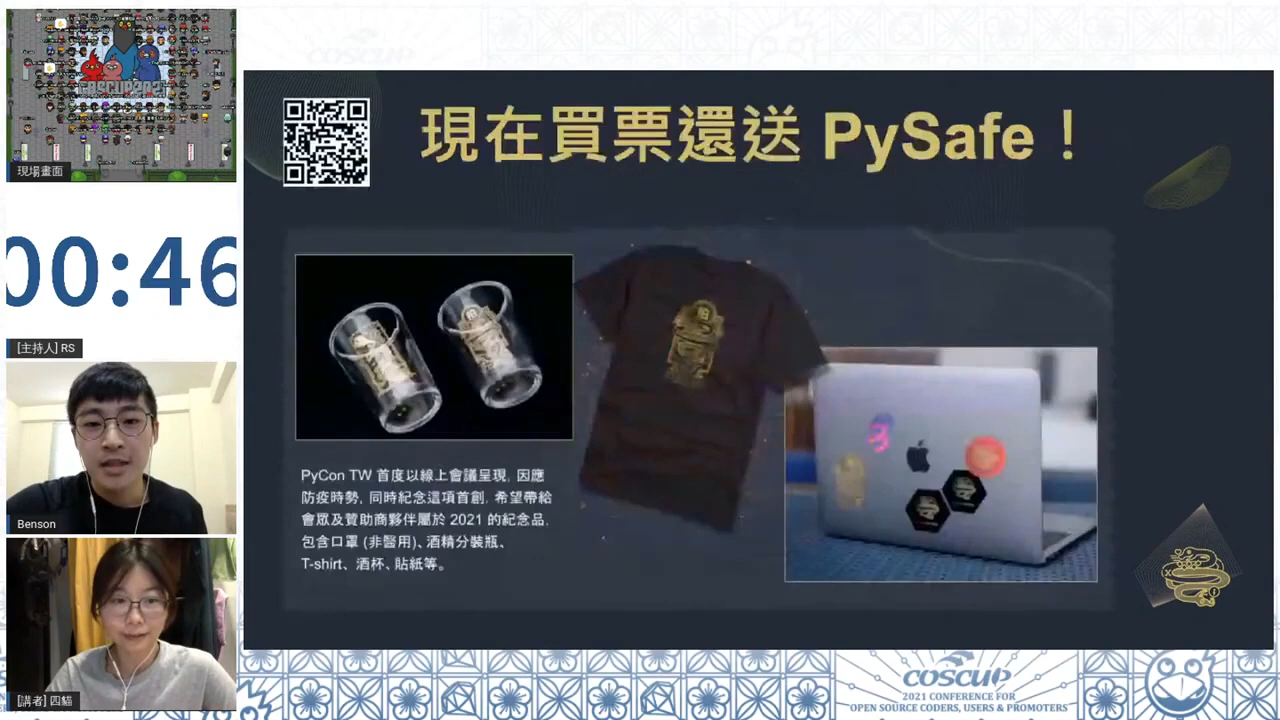 現場畫面
00:46
[主持人] RS
Benson
[講者] 四貓
現在買票還送 PySafe！
PyCon TW 首度以線上會議呈現, 因應
防疫時勢, 同時紀念這項首創, 希望帶給
會眾及贊助商夥伴屬於 2021 的紀念品,
包含口罩 (非醫用)、酒精分裝瓶、
T-shirt、酒杯、貼紙等。
COSCUP
COSCUP
2021 CONFERENCE FOR
OPEN SOURCE CODERS, USERS & PROMOTERS